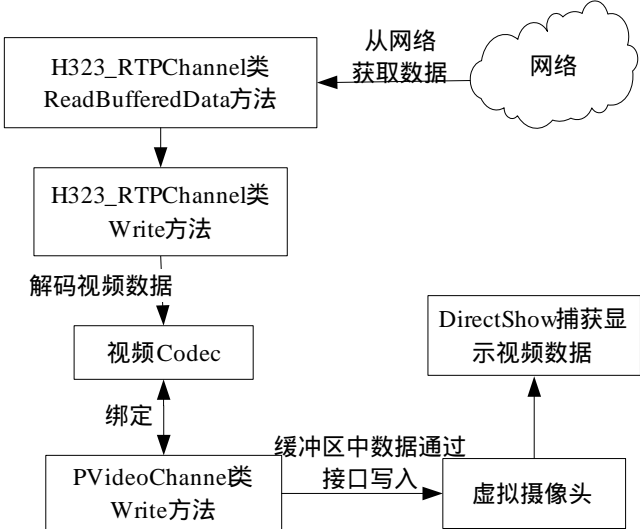 从网络
获取数据
网络
H323_RTPChannel类
ReadBufferedData方法
H323_RTPChannel类
Write方法
解码视频数据
视频Codec
DirectShow捕获显
示视频数据
绑定
缓冲区中数据通过
接口写入
PVideoChannel类
Write方法
虚拟摄像头